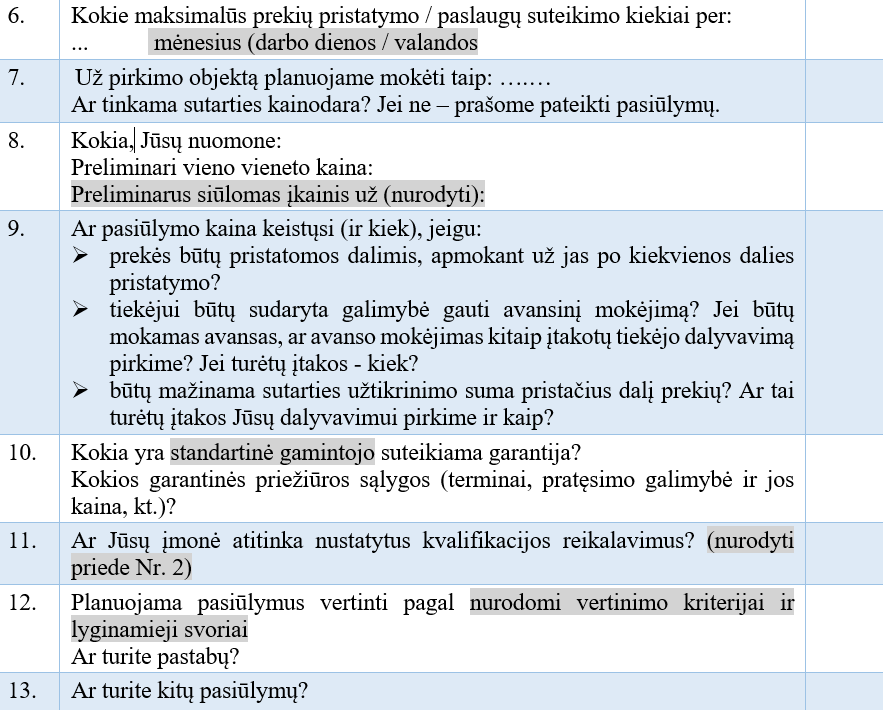 6. Kokie maksimalūs prekių pristatymo / paslaugų suteikimo kiekiai per:
... mėnesius (darbo dienos / valandos
7. Už pirkimo objektą planuojame mokėti taip: …….…
Ar tinkama sutarties kainodara? Jei ne – prašome pateikti pasiūlymų.
8. Kokia, Jūsų nuomone:
Preliminari vieno vieneto kaina:
Preliminarus siūlomas įkainis už (nurodyti):
9. Ar pasiūlymo kaina keistųsi (ir kiek), jeigu:
➢ prekės būtų pristatomos dalimis, apmokant už jas po kiekvienos dalies
pristatymo?
➢ tiekėjui būtų sudaryta galimybė gauti avansinį mokėjimą? Jei būtų
mokamas avansas, ar avanso mokėjimas kitaip įtakotų tiekėjo dalyvavimą
pirkime? Jei turėtų įtakos - kiek?
➢ būtų mažinama sutarties užtikrinimo suma pristačius dalį prekių? Ar tai
turėtų įtakos Jūsų dalyvavimui pirkime ir kaip?
10. Kokia yra standartinė gamintojo suteikiama garantija?
Kokios garantinės priežiūros sąlygos (terminai, pratęsimo galimybė ir jos
kaina, kt.)?
11. Ar Jūsų įmonė atitinka nustatytus kvalifikacijos reikalavimus? (nurodyti
priede Nr. 2)
12. Planuojama pasiūlymus vertinti pagal nurodomi vertinimo kriterijai ir
lyginamieji svoriai
Ar turite pastabų?
13. Ar turite kitų pasiūlymų?